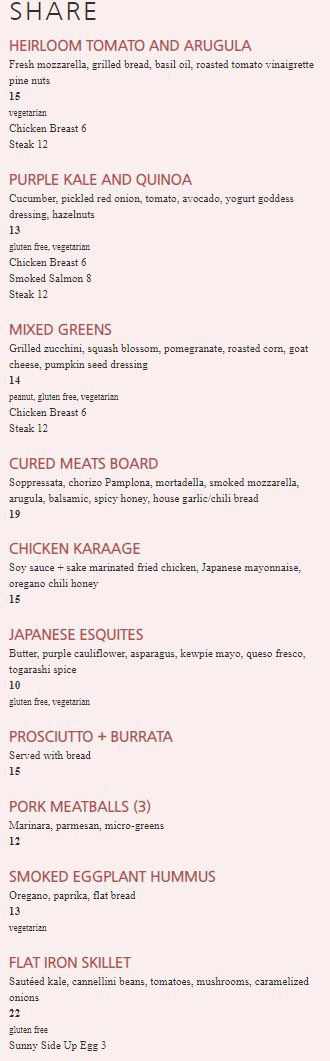 SHARE
HEIRLOOM TOMATO AND ARUGULA
Fresh mozzarella, grilled bread, basil oil, roasted tomato vinaigrette
pine nuts
15
vegetarian
Chicken Breast 6
Steak 12
PURPLE KALE AND QUINOA
Cucumber, pickled red onion, tomato, avocado, yogurt goddess
dressing, hazelnuts
13
gluten free, vegetarian
Chicken Breast 6
Smoked Salmon 8
Steak 12
MIXED GREENS
Grilled zucchini, squash blossom, pomegranate, roasted corn, goat
cheese, pumpkin seed dressing
14
peanut, gluten free, vegetarian
Chicken Breast 6
Steak 12
CURED MEATS BOARD
Soppressata, chorizo Pamplona, mortadella, smoked mozzarella,
arugula, balsamic, spicy honey, house garlic/chili bread
19
CHICKEN KARAAGE
Soy sauce + sake marinated fried chicken, Japanese mayonnaise,
oregano chili honey
15
JAPANESE ESQUITES
Butter, purple cauliflower, asparagus, kewpie mayo, queso fresco,
togarashi spice
10
gluten free, vegetarian
PROSCIUTTO + BURRATA
Served with bread
15
PORK MEATBALLS (3)
Marinara, parmesan, micro-greens
12
SMOKED EGGPLANT HUMMUS
Oregano, paprika, flat bread
13
vegetarian
FLAT IRON SKILLET
Sautéed kale, cannellini beans, tomatoes, mushrooms, caramelized
onions
22
gluten free
Sunny Side Up Egg 3